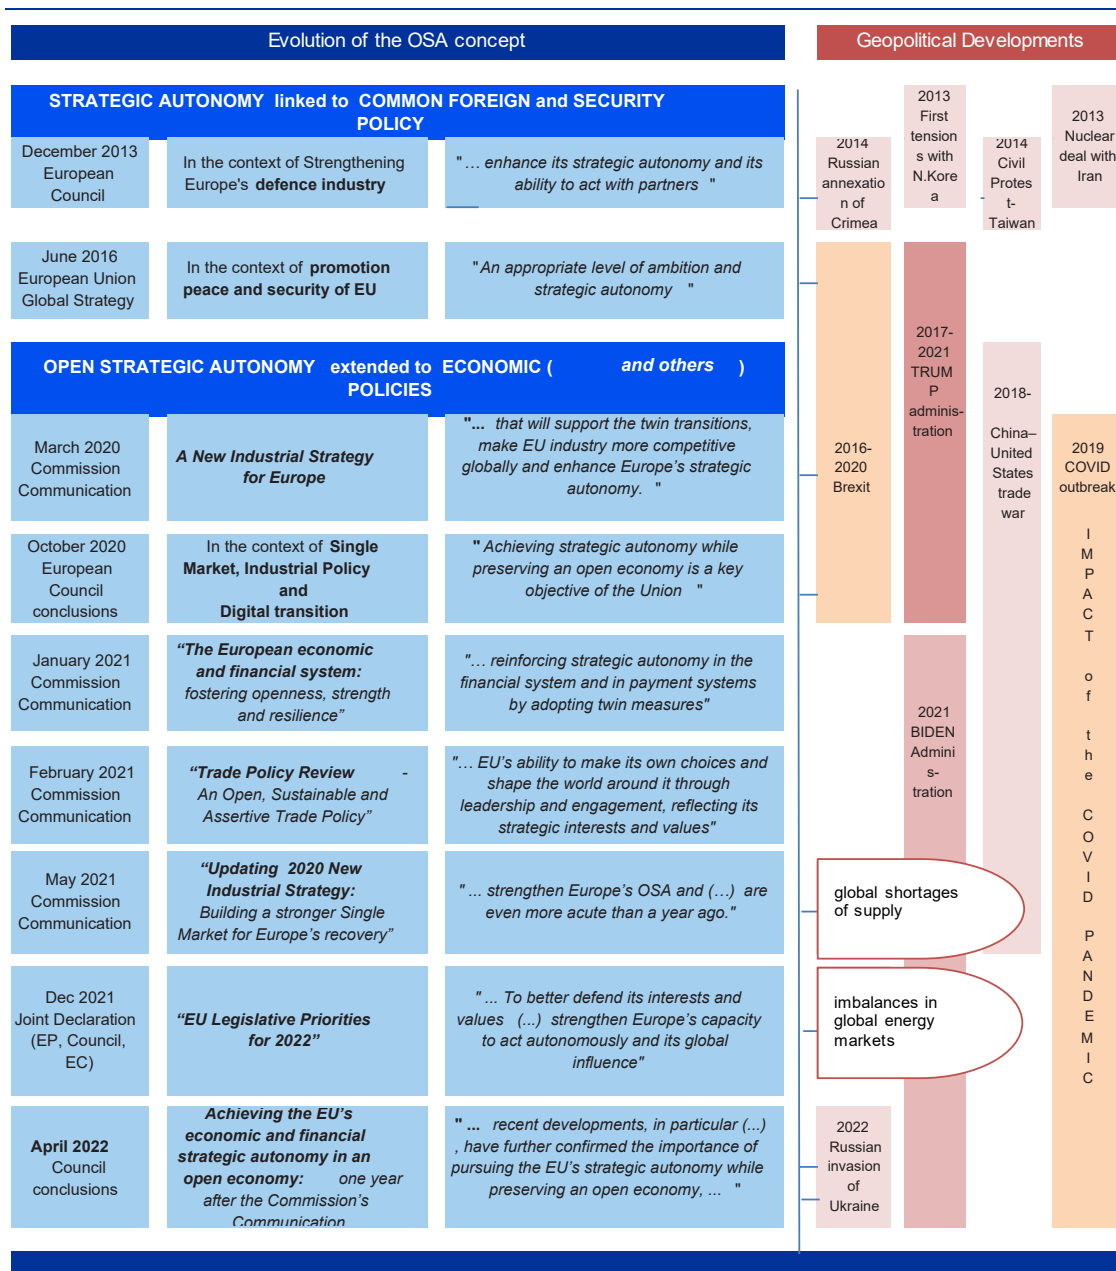 Evolution of the OSA concept
Geopolitical Developments
STRATEGIC AUTONOMY linked to COMMON FOREIGN and SECURITY
POLICY
December 2013
European
Council
In the context of Strengthening
Europe's defence industry
"... enhance its strategic autonomy and its
ability to act with partners "
June 2016
European Union
Global Strategy
In the context of promotion
peace and security of EU
"An appropriate level of ambition and
strategic autonomy "
OPEN STRATEGIC AUTONOMY extended to ECONOMIC ( and others )
POLICIES
March 2020
Commission
Communication
A New Industrial Strategy
for Europe
"... that will support the twin transitions,
make EU industry more competitive
globally and enhance Europe's strategic
autonomy. "
October 2020
European
Council
conclusions
In the context of Single
Market, Industrial Policy
and
Digital transition
" Achieving strategic autonomy while
preserving an open economy is a key
objective of the Union "
January 2021
Commission
Communication
“The European economic
and financial system:
fostering openness, strength
and resilience”
"… reinforcing strategic autonomy in the
financial system and in payment systems
by adopting twin measures"
February 2021
Commission
Communication
“Trade Policy Review -
An Open, Sustainable and
Assertive Trade Policy”
"… EU’s ability to make its own choices and
shape the world around it through
leadership and engagement, reflecting its
strategic interests and values"
May 2021
Commission
Communication
“Updating 2020 New
Industrial Strategy:
Building a stronger Single
Market for Europe’s recovery”
" ... strengthen Europe’s OSA and (…) are
even more acute than a year ago."
Dec 2021
Joint Declaration
(EP, Council,
EC)
“EU Legislative Priorities
for 2022”
" ... To better defend its interests and
values (...) strengthen Europe’s capacity
to act autonomously and its global
influence"
April 2022
Council
conclusions
Achieving the EU’s
economic and financial
strategic autonomy in an
open economy: one year
after the Commission’s
Communication
" ... recent developments, in particular (...)
, have further confirmed the importance of
pursuing the EU’s strategic autonomy while
preserving an open economy, ... "
2014
Russian
annexatio
n of
Crimea
2013
First
tension
s with
N.Kore
a
2014
Civil
Protes
t-
Taiwan
2013
Nuclear
deal with
Iran
2016-
2020
Brexit
2017-
2021
TRUM
P
adminis-
tration
2018-
China–
United
States
trade
war
2019
COVID
outbreak
I
M
P
A
C
T
o
f
t
h
e
C
O
V
I
D
P
A
N
D
E
M
I
C
2021
BIDEN
Admini
s-
tration
global shortages
of supply
imbalances in
global energy
markets
2022
Russian
invasion
of
Ukraine